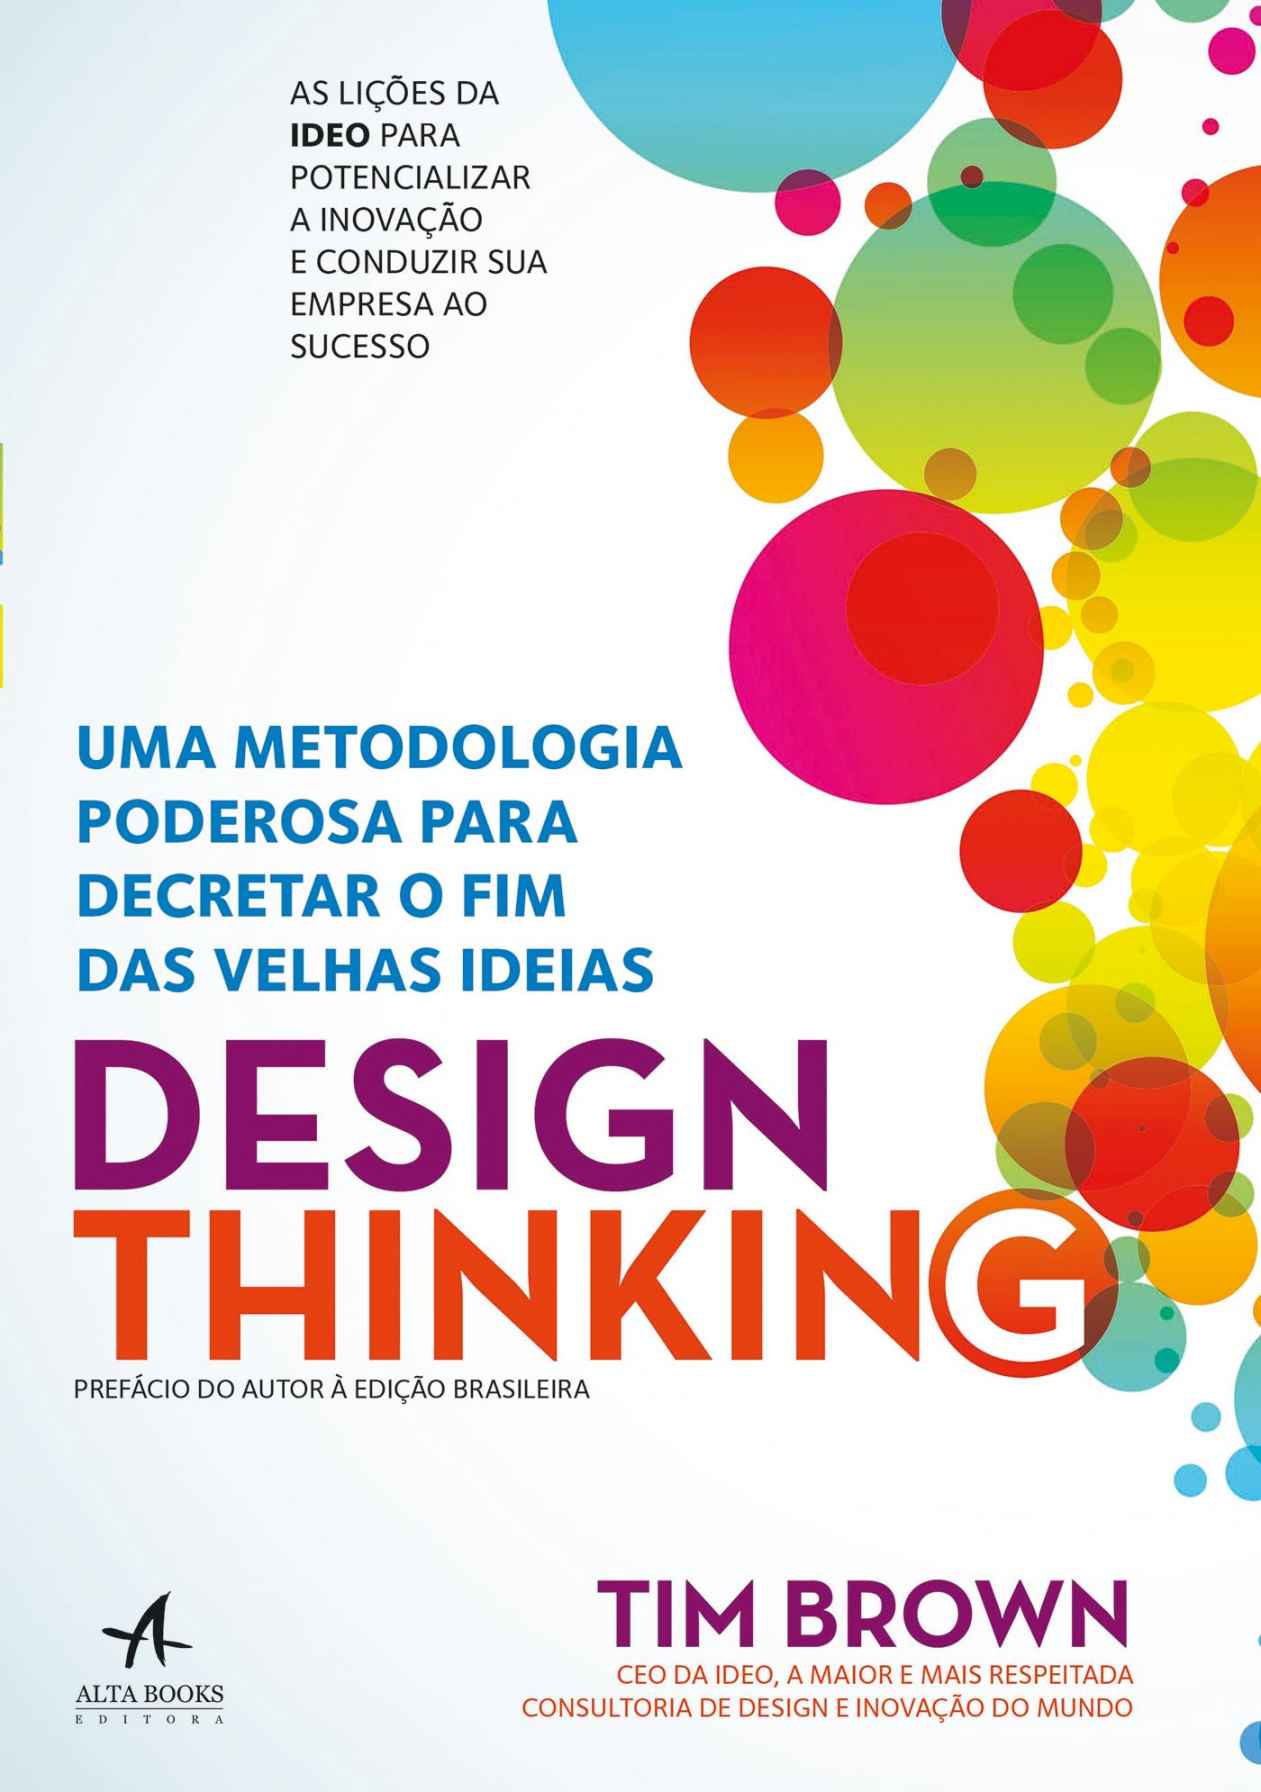 AS LIÇÕES DA
IDEO PARA
POTENCIALIZAR
A INOVAÇÃO
E CONDUZIR SUA
EMPRESA AO
SUCESSO
UMA METODOLOGIA
PODEROSA PARA
DECRETAR O FIM
DAS VELHAS IDEIAS
DESIGN
THINKING
PREFÁCIO DO AUTOR À EDIÇÃO BRASILEIRA
TIM BROWN
CEO DA IDEO, A MAIOR E MAIS RESPEITADA
CONSULTORIA DE DESIGN E INOVAÇÃO DO MUNDO
A
ALTA BOOKS
EDITORA